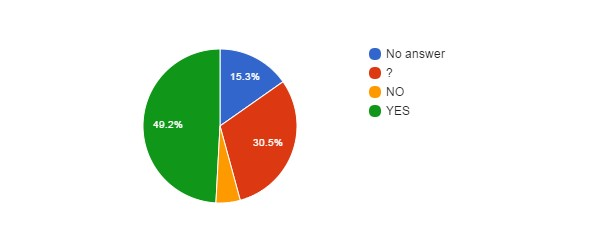 15.3%
30.5%
49.2%
No answer
?
NO
YES